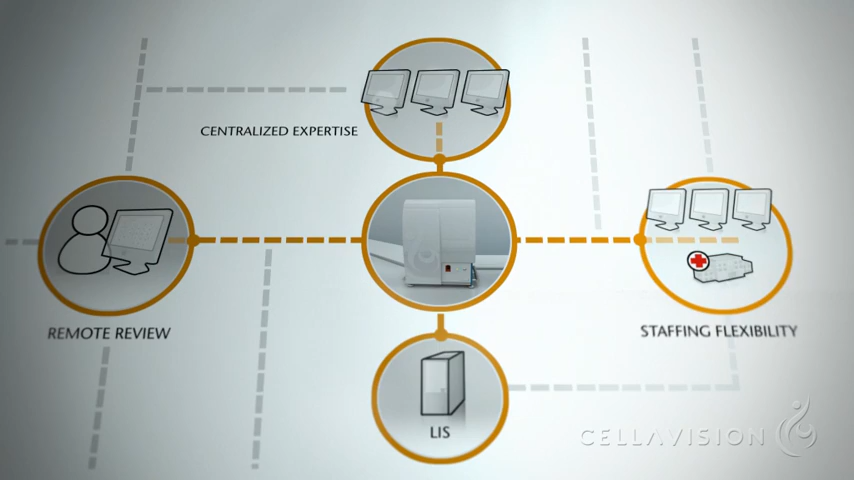 CENTRALIZED EXPERTISE
REMOTE REVIEW
STAFFING FLEXIBILITY
LIS
CELLAVISION